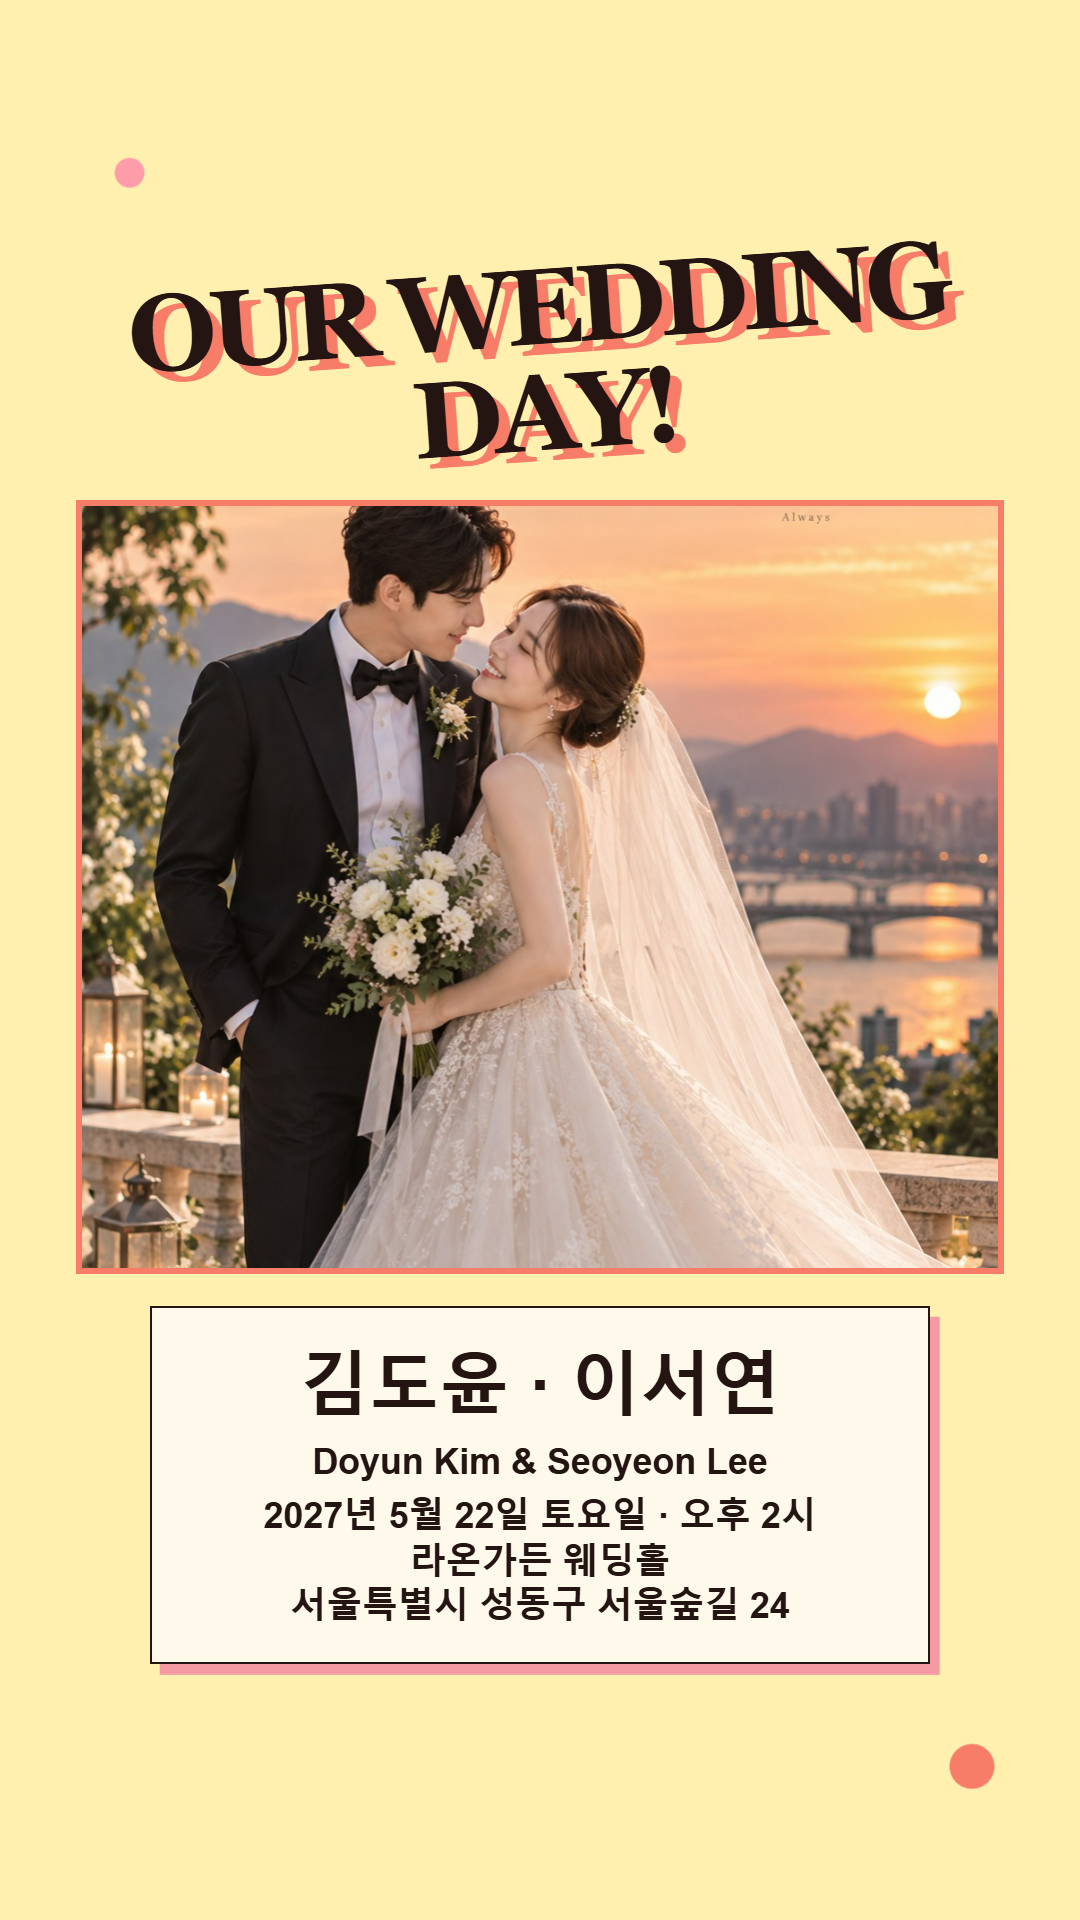 OUR WEDDING
DAY!
Always
김도윤 · 이서연
Doyun Kim & Seoyeon Lee
2027년 5월 22일 토요일 · 오후 2시
라온가든 웨딩홀
서울특별시 성동구 서울숲길 24